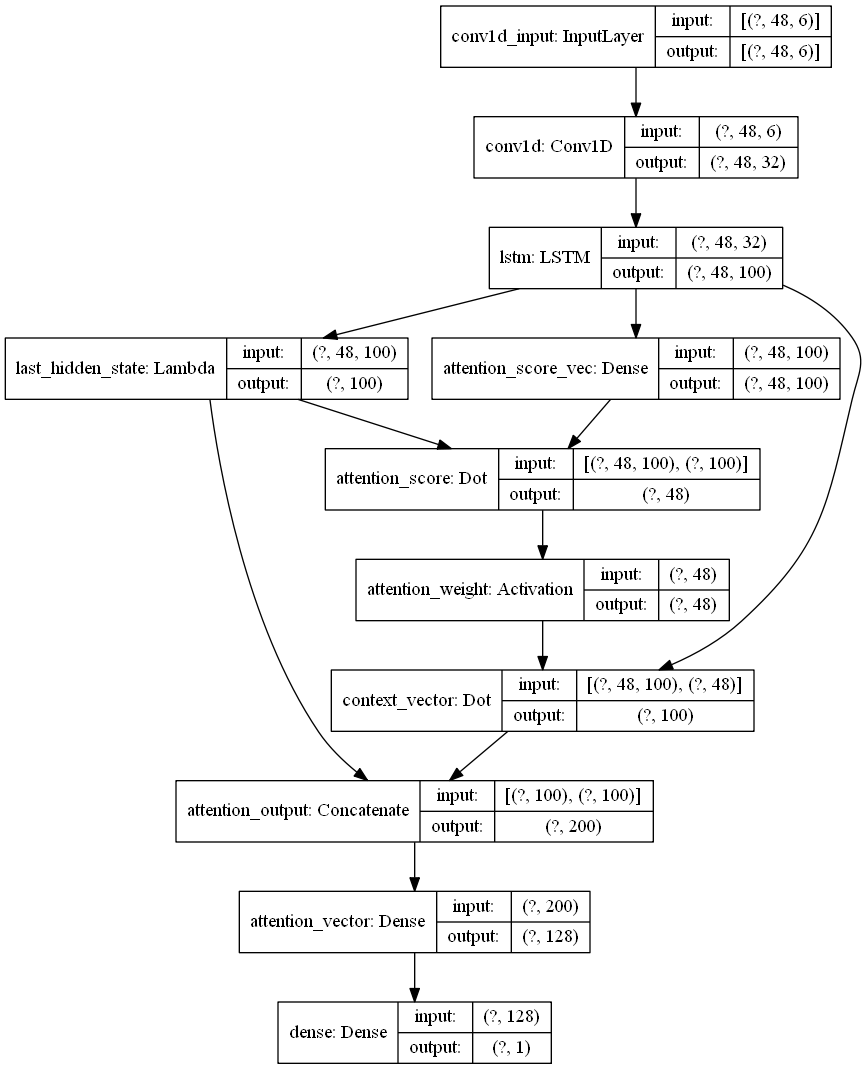 conv1d_input: InputLayer
input:
[(?, 48, 6)]
output:
[(?, 48, 6)]
conv1d: Conv1D
input:
(?, 48, 6)
output:
(?, 48, 32)
lstm: LSTM
input:
(?, 48, 32)
output:
(?, 48, 100)
last_hidden_state: Lambda
input:
(?, 48, 100)
output:
(?, 100)
attention_score_vec: Dense
input:
(?, 48, 100)
output:
(?, 48, 100)
attention_score: Dot
input:
[(?, 48, 100), (?, 100)]
output:
(?, 48)
attention_weight: Activation
input:
(?, 48)
output:
(?, 48)
context_vector: Dot
input:
[(?, 48, 100), (?, 48)]
output:
(?, 100)
attention_output: Concatenate
input:
[(?, 100), (?, 100)]
output:
(?, 200)
attention_vector: Dense
input:
(?, 200)
output:
(?, 128)
dense: Dense
input:
(?, 128)
output:
(?, 1)